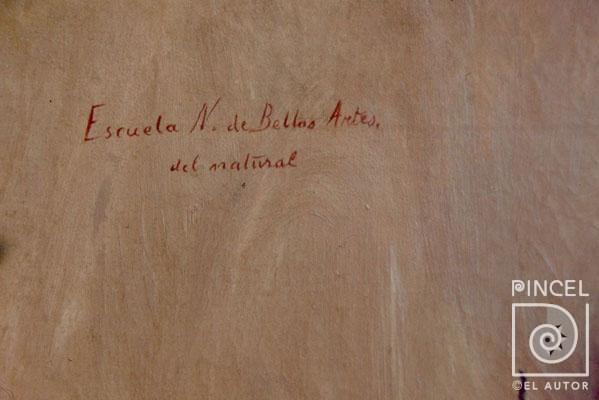 Escuela N. de Bellas Artes.
del natural
PINCEL
©EL AUTOR